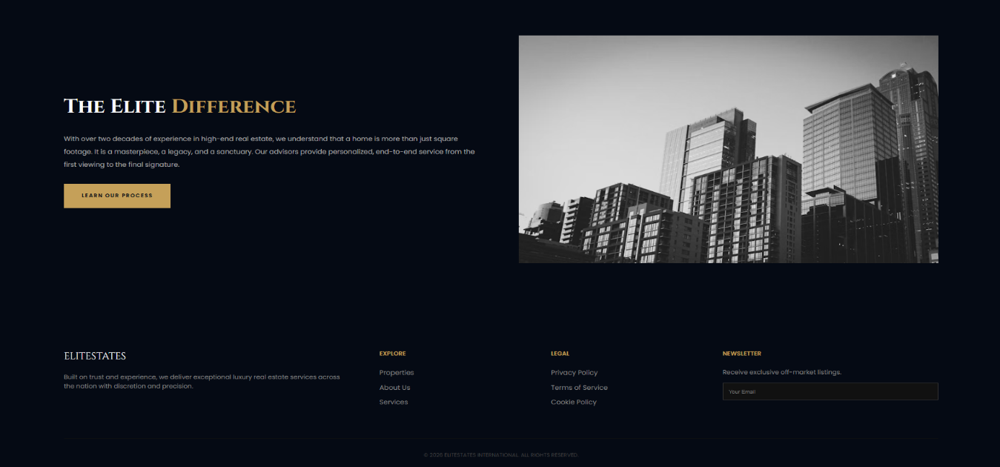 THE ELITE DIFFERENCE
With over two decades of experience in high-end real estate, we understand that a home is more than just square
footage. It is a masterpiece, a legacy, and a sanctuary. Our advisors provide personalized, end-to-end service from the
first viewing to the final signature.
LEARN OUR PROCESS
ELITESTATES
Built on trust and experience, we deliver exceptional luxury real estate services across
the nation with discretion and precision.
EXPLORE
Properties
About Us
Services
LEGAL
Privacy Policy
Terms of Service
Cookie Policy
NEWSLETTER
Receive exclusive off-market listings.
Your Email
© 2026 ELITESTATES INTERNATIONAL. ALL RIGHTS RESERVED.